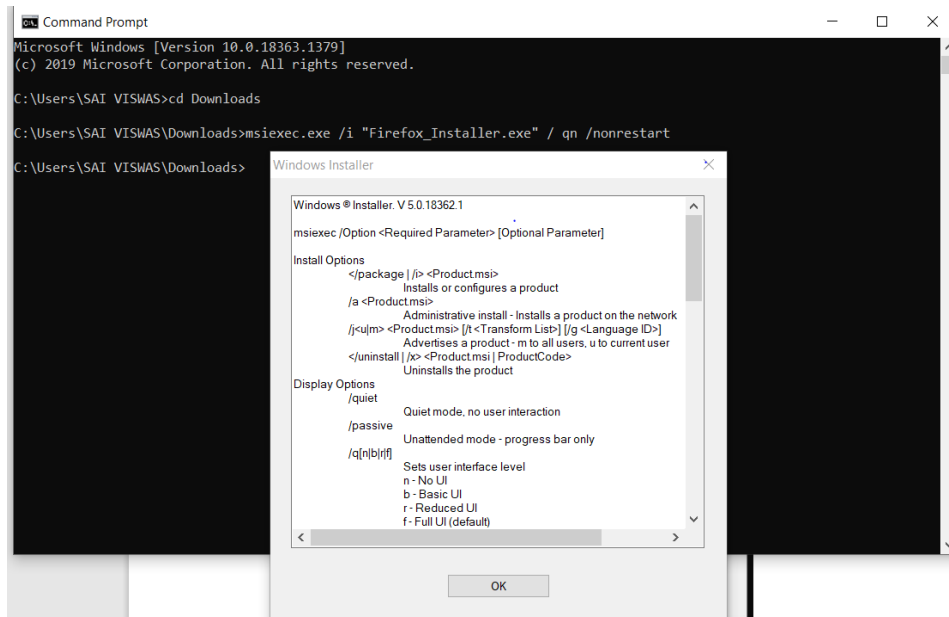 Command Prompt
Microsoft Windows [Version 10.0.18363.1379]
(c) 2019 Microsoft Corporation. All rights reserved.
C:\Users\SAI VISWAS>cd Downloads
C:\Users\SAI VISWAS\Downloads>msiexec.exe /i "Firefox_Installer.exe" / qn /nonrestart
C:\Users\SAI VISWAS\Downloads>
Windows Installer
Windows ® Installer. V 5.0.18362.1
msiexec /Option <Required Parameter> [Optional Parameter]
Install Options
</package | /i> <Product.msi>
Installs or configures a product
/a <Product.msi>
Administrative install - Installs a product on the network
/j<u|m> <Product.msi> [/t <Transform List>] [/g <Language ID>]
Advertises a product - m to all users, u to current user
</uninstall | /x> <Product.msi | ProductCode>
Uninstalls the product
Display Options
/quiet
Quiet mode, no user interaction
/passive
Unattended mode - progress bar only
/q[n|b|r|f]
Sets user interface level
n - No UI
b - Basic UI
r - Reduced UI
f - Full UI (default)
OK